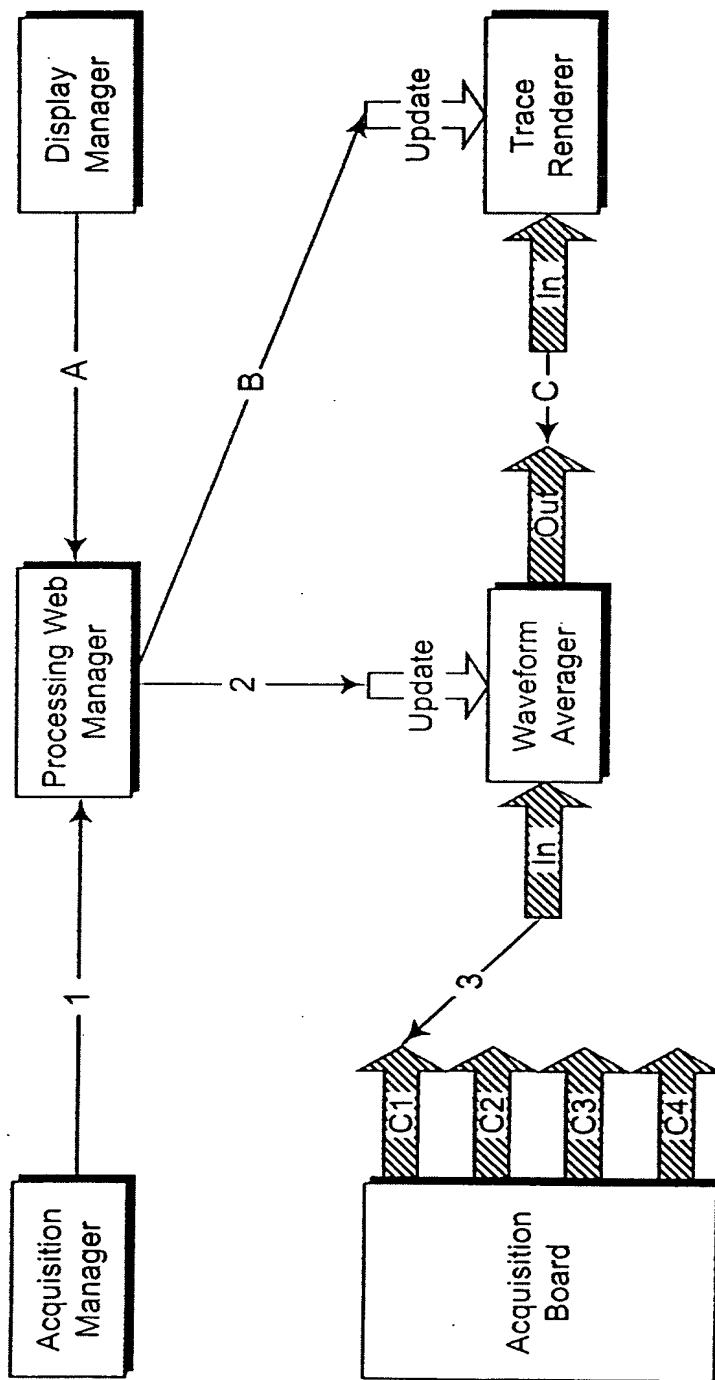 Acquisition
Manager
1
Processing Web
Manager
A
Display
Manager
2
B
Update
Update
Acquisition
Board
C1
C2
C3
C4
3
In
Waveform
Averager
Out
C
In
Trace
Renderer